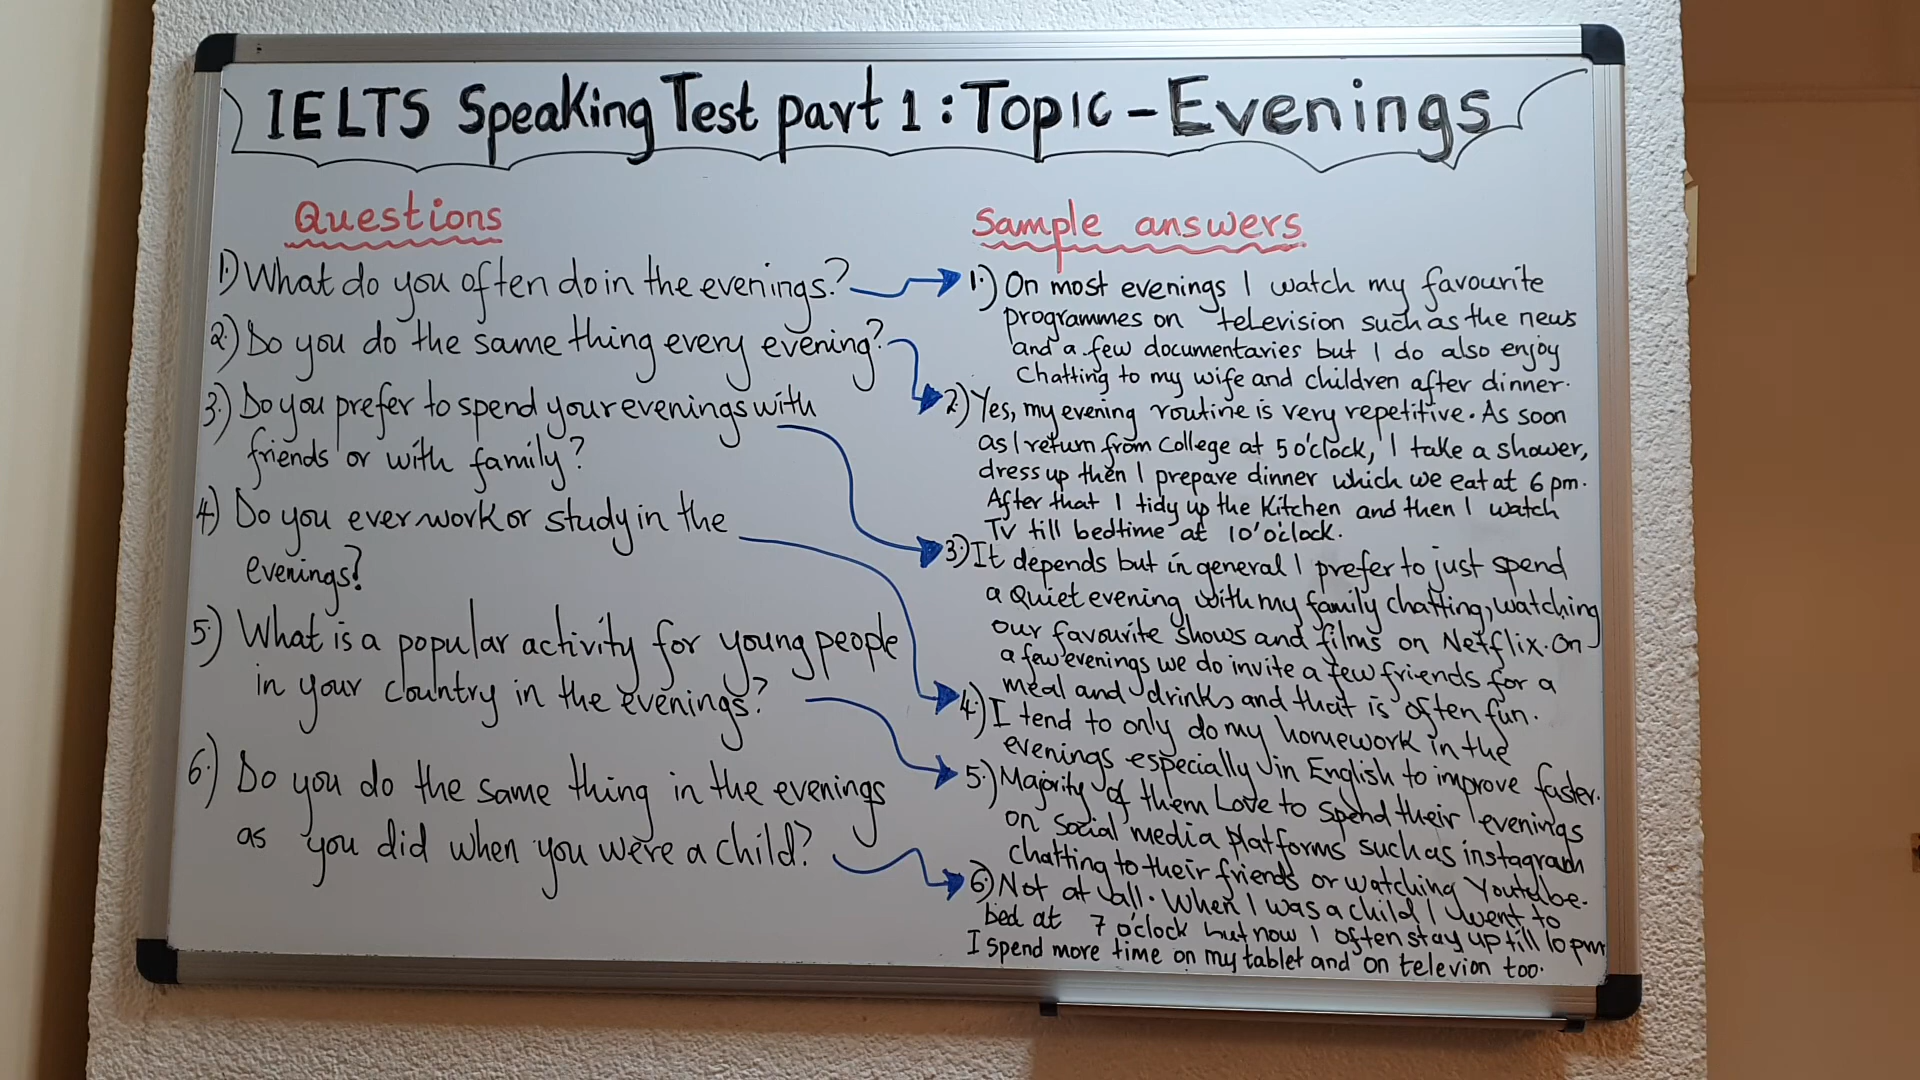 IELTS Speaking Test part 1 : Topic - Evenings
Questions
1) What do you often do in the evenings?
2) Do you do the same thing every evening?
3) Do you prefer to spend your evenings with
friends or with family?
4) Do you ever work or study in the
evenings?
5) What is a popular activity for young people
in your country in the evenings?
6) Do you do the same thing in the evenings
as you did when you were a child?
Sample answers
1) On most evenings I watch my favourite
programmes on television such as the news
and a few documentaries but I do also enjoy
chatting to my wife and children after dinner.
2) Yes, my evening routine is very repetitive. As soon
as I return from College at 5 o'clock, I take a shower,
dress up then I prepare dinner which we eat at 6 pm.
After that I tidy up the Kitchen and then I watch
TV till bedtime at 10 o'clock.
3) It depends but in general I prefer to just spend
a quiet evening with my family chatting, watching
our favourite shows and films on Netflix. On
a few evenings we do invite a few friends for a
meal and drinks and that is often fun.
4) I tend to only do my homework in the
evenings especially in English to improve faster.
5) Majority of them Love to spend their evenings
on social media platforms such as instagram
chatting to their friends or watching Youtube.
6) Not at all. When I was a child I went to
bed at 7 o'clock but now I often stay up till 10 pm
I spend more time on my tablet and on televion too.